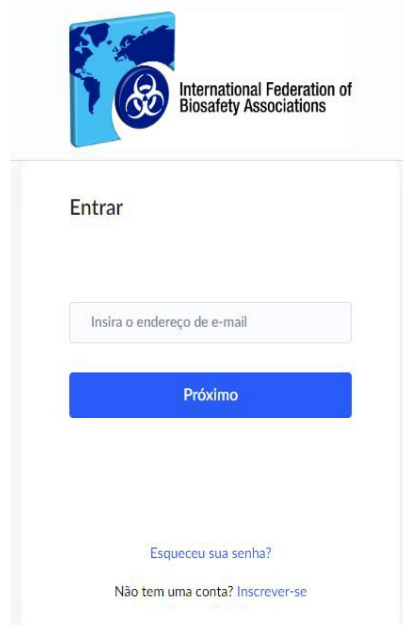 International Federation of
Biosafety Associations
Entrar
Insira o endereço de e-mail
Próximo
Esqueceu sua senha?
Não tem uma conta? Inscrever-se